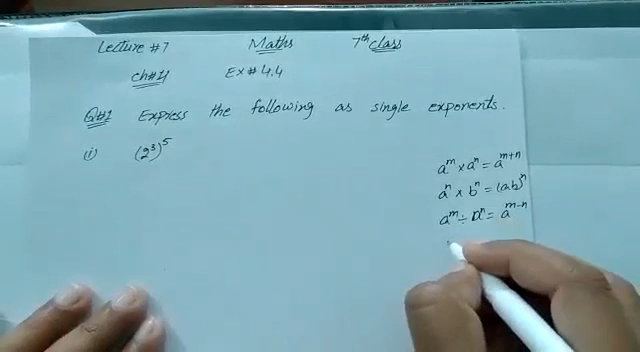 Lecture #7 Maths 7th class
ch#4 Ex#4.4
Q#1 Express the following as single exponents.
(i) (2³)⁵
aᵐ × aⁿ = aᵐ⁺ⁿ
aⁿ × bⁿ = (ab)ⁿ
aᵐ ÷ aⁿ = aᵐ⁻ⁿ